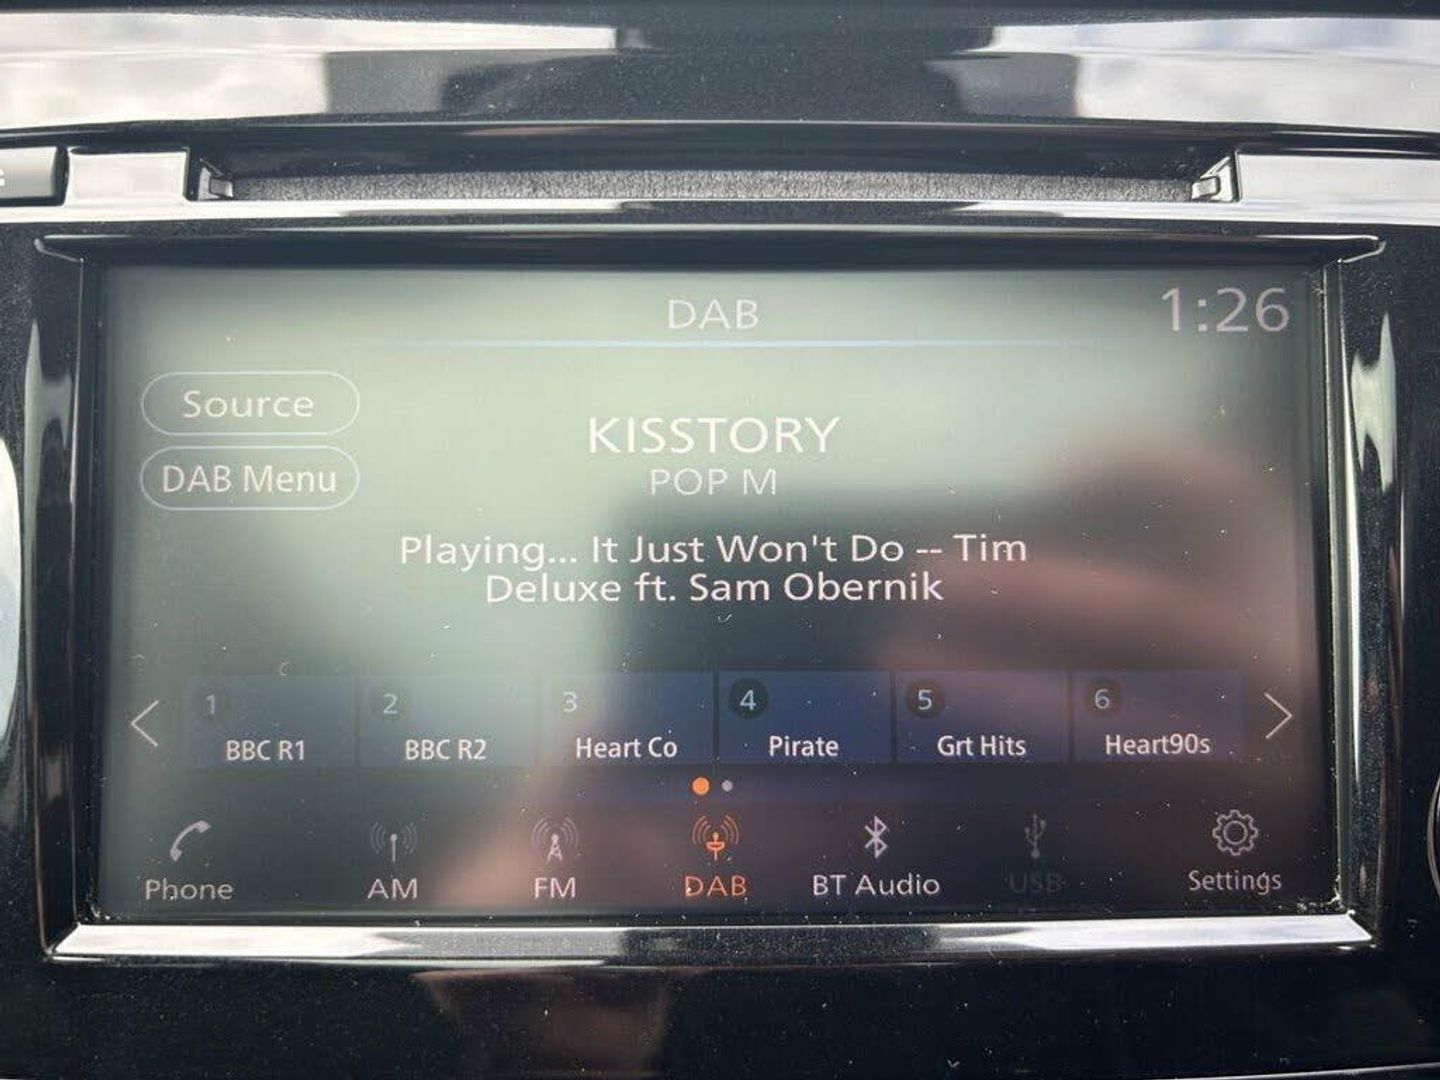 DAB
1:26
Source
DAB Menu
KISSTORY
POP M
Playing... It Just Won't Do -- Tim
Deluxe ft. Sam Obernik
1
2
3
4
5
6
BBC R1
BBC R2
Heart Co
Pirate
Grt Hits
Heart90s
Phone
AM
FM
DAB
BT Audio
USB
Settings